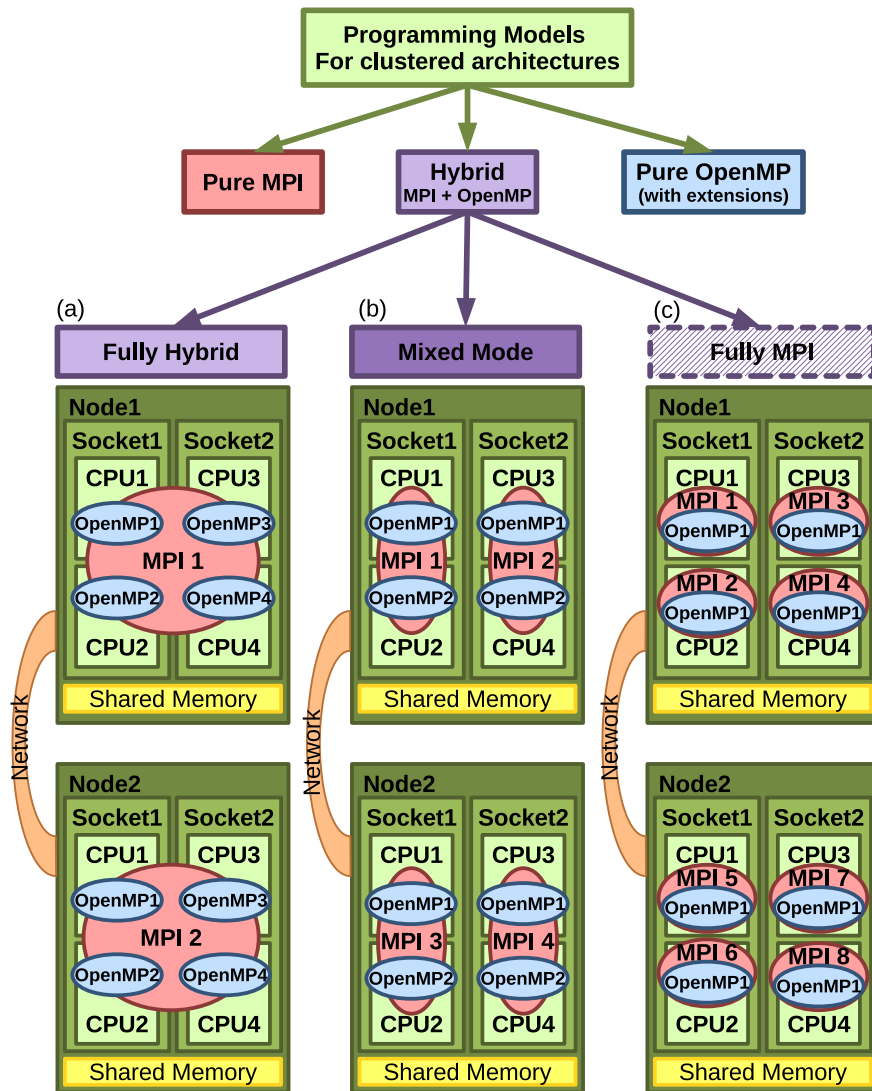 Programming Models
For clustered architectures
Pure MPI
Hybrid
MPI + OpenMP
Pure OpenMP
(with extensions)
(a)
Fully Hybrid
(b)
Mixed Mode
(c)
Fully MPI
Node1
Socket1
Socket2
CPU1
CPU3
OpenMP1
OpenMP3
MPI 1
OpenMP2
OpenMP4
CPU2
CPU4
Shared Memory
Network
Node2
Socket1
Socket2
CPU1
CPU3
OpenMP1
OpenMP3
MPI 2
OpenMP2
OpenMP4
CPU2
CPU4
Shared Memory
Node1
Socket1
Socket2
CPU1
CPU3
OpenMP1
OpenMP1
MPI 1
MPI 2
OpenMP2
OpenMP2
CPU2
CPU4
Shared Memory
Network
Node2
Socket1
Socket2
CPU1
CPU3
OpenMP1
OpenMP1
MPI 3
MPI 4
OpenMP2
OpenMP2
CPU2
CPU4
Shared Memory
Node1
Socket1
Socket2
CPU1
CPU3
MPI 1
MPI 3
OpenMP1
OpenMP1
MPI 2
MPI 4
OpenMP1
OpenMP1
CPU2
CPU4
Shared Memory
Network
Node2
Socket1
Socket2
CPU1
CPU3
MPI 5
MPI 7
OpenMP1
OpenMP1
MPI 6
MPI 8
OpenMP1
OpenMP1
CPU2
CPU4
Shared Memory